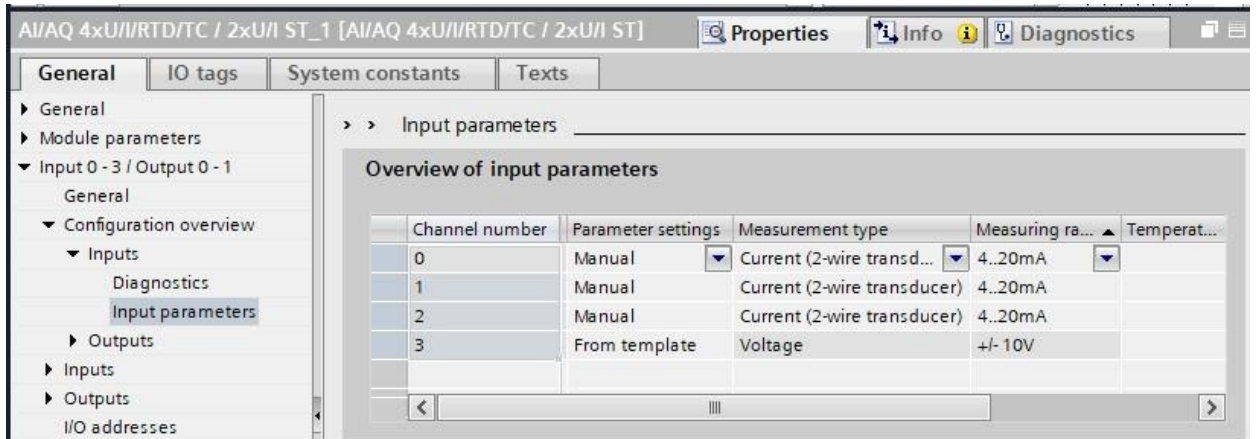 AI/AQ 4xU/I/RTD/TC / 2xU/I ST_1 [AI/AQ 4xU/I/RTD/TC / 2xU/I ST] Properties Info Diagnostics
General IO tags System constants Texts
General
Module parameters
Input 0 - 3 / Output 0 - 1
General
Configuration overview
Inputs
Diagnostics
Input parameters
Outputs
Inputs
Outputs
I/O addresses
> > Input parameters
Overview of input parameters
Channel number Parameter settings Measurement type Measuring ra... Temperat...
0 Manual Current (2-wire transd... 4..20mA
1 Manual Current (2-wire transducer) 4..20mA
2 Manual Current (2-wire transducer) 4..20mA
3 From template Voltage +/- 10V